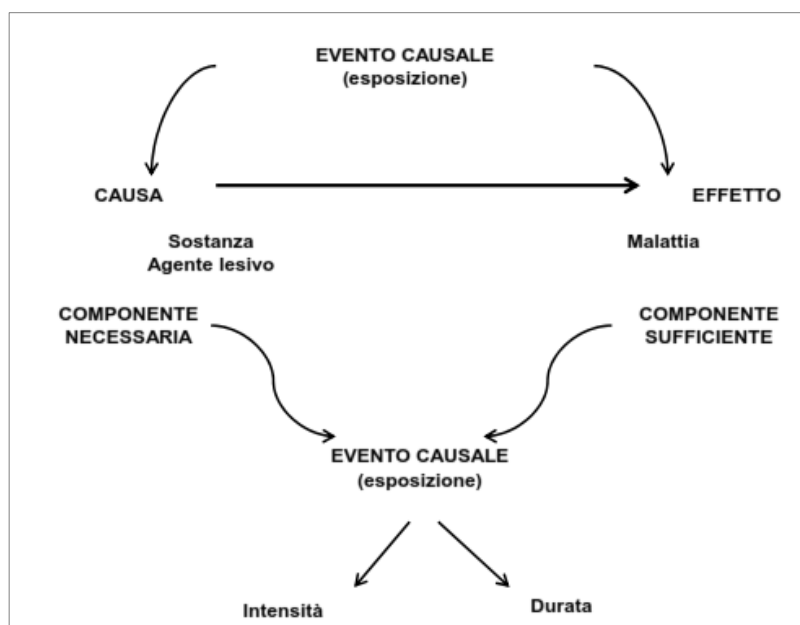 EVENTO CAUSALE
(esposizione)
CAUSA
EFFETTO
Sostanza
Agente lesivo
Malattia
COMPONENTE
NECESSARIA
COMPONENTE
SUFFICIENTE
EVENTO CAUSALE
(esposizione)
Intensità
Durata